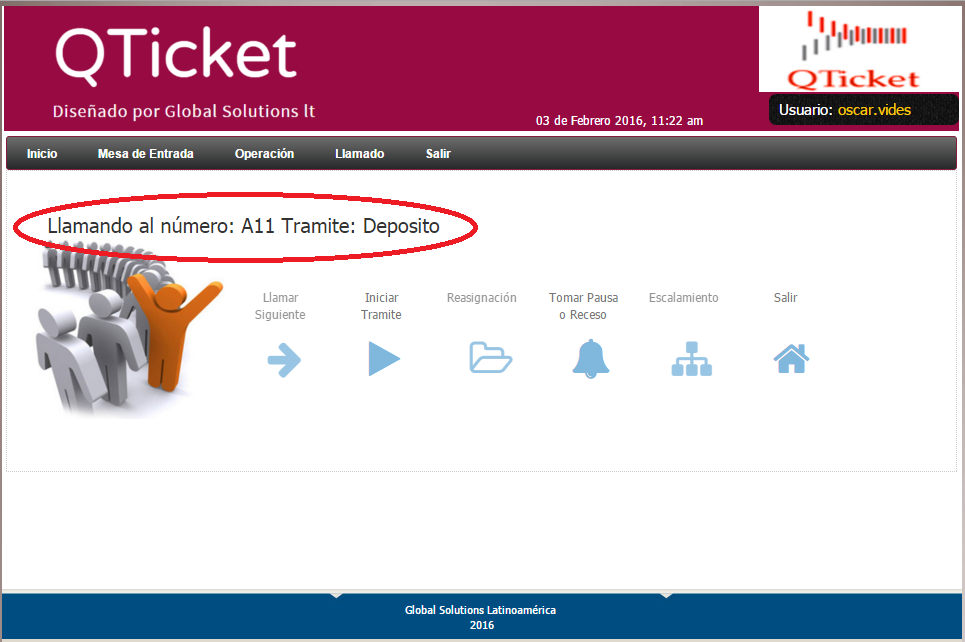 QTicket
Diseñado por Global Solutions lt
QTicket
03 de Febrero 2016, 11:22 am
Usuario: oscar.vides
Inicio Mesa de Entrada Operación Llamado Salir
Llamando al número: A11 Tramite: Deposito
Llamar
Siguiente
Iniciar
Tramite
Reasignación
Tomar Pausa
o Receso
Escalamiento
Salir
Global Solutions Latinoamérica
2016